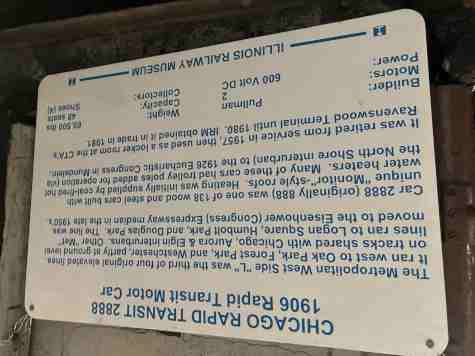 CHICAGO RAPID TRANSIT 2888
1906 Rapid Transit Motor Car
The Metropolitan West Side "L" was the third of four original elevated lines.
It ran west to Oak Park, Forest Park, and Westchester, partly at ground level
on tracks shared with Chicago, Aurora & Elgin Interurbans. Other "Met"
lines ran to Logan Square, Humbolt Park, and Douglas Park. The line was
moved to the Eisenhower (Congress) Expressway median in the late 1950's.
Car 2888 (originally 888) was one of 138 wood and steel cars built with
unique "Monitor"-style roofs. Heating was initially supplied by coal-fired hot
water heaters. Many of these cars had trolley poles added for operation (via
the North Shore Interurban) to the 1926 Eucharistic Congress in Mundelein.
It was retired from service in 1957, then used as a locker room at the CTA's
Ravenswood Terminal until 1980. IRM obtained it in trade in 1981.
Builder: Pullman Weight: 69,500 lbs
Motors: 2 Capacity: 48 seats
Power: 600 Volt DC Collectors: Shoes (4)
ILLINOIS RAILWAY MUSEUM